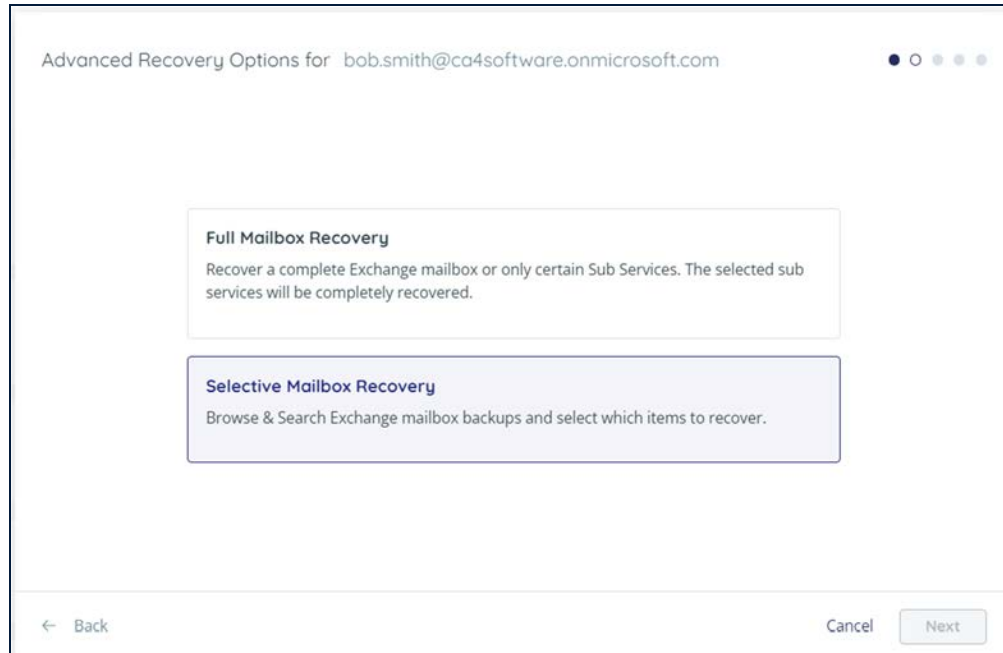 Advanced Recovery Options for bob.smith@ca4software.onmicrosoft.com
Full Mailbox Recovery
Recover a complete Exchange mailbox or only certain Sub Services. The selected sub
services will be completely recovered.
Selective Mailbox Recovery
Browse & Search Exchange mailbox backups and select which items to recover.
← Back
Cancel
Next